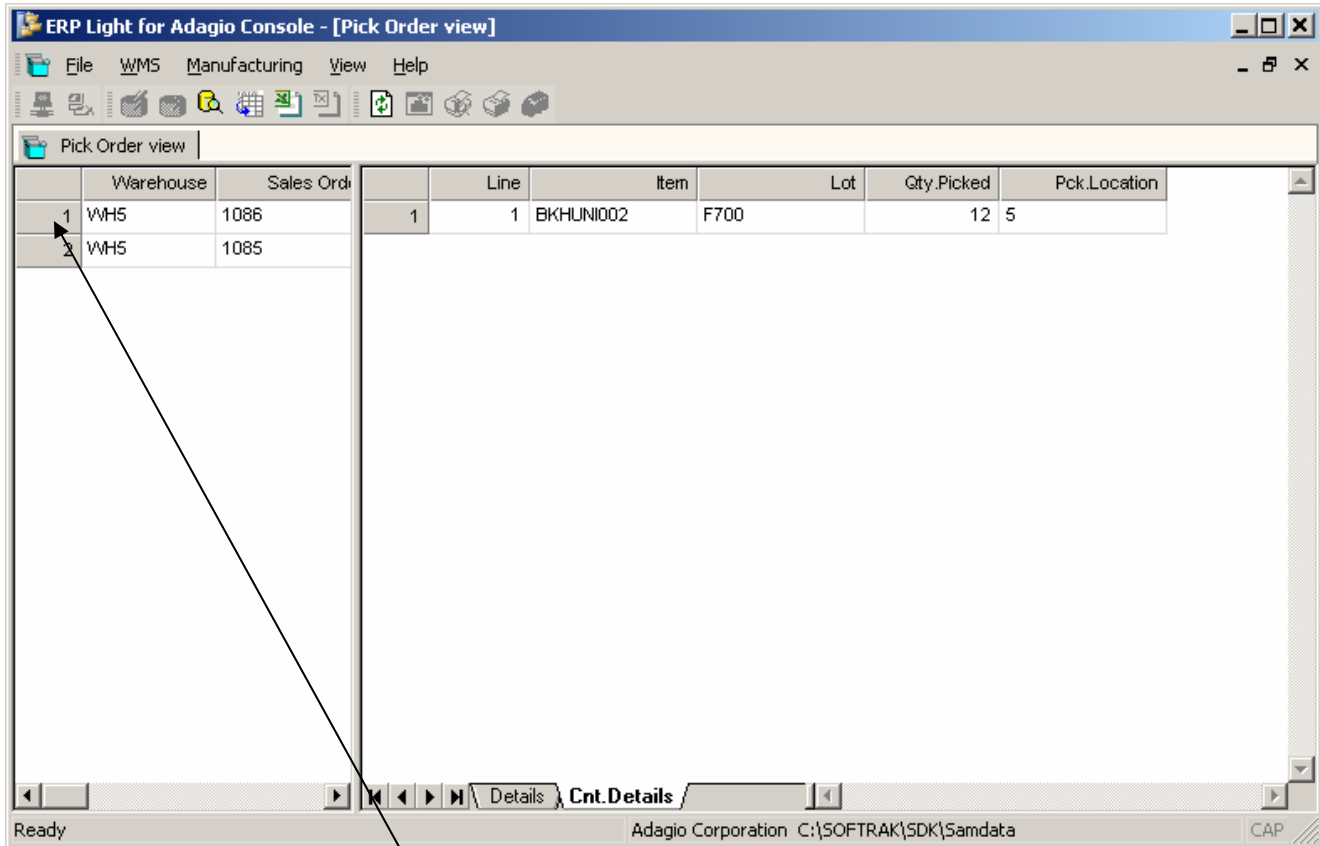 ERP Light for Adagio Console - [Pick Order view]
File WMS Manufacturing View Help
Pick Order view
Warehouse Sales Orde Line Item Lot Qty.Picked Pck.Location
1 WH5 1086 1 1 BKHUNI002 F700 12 5
2 WH5 1085
Details Cnt.Details
Ready Adagio Corporation C:\SOFTRAK\SDK\Samdata CAP